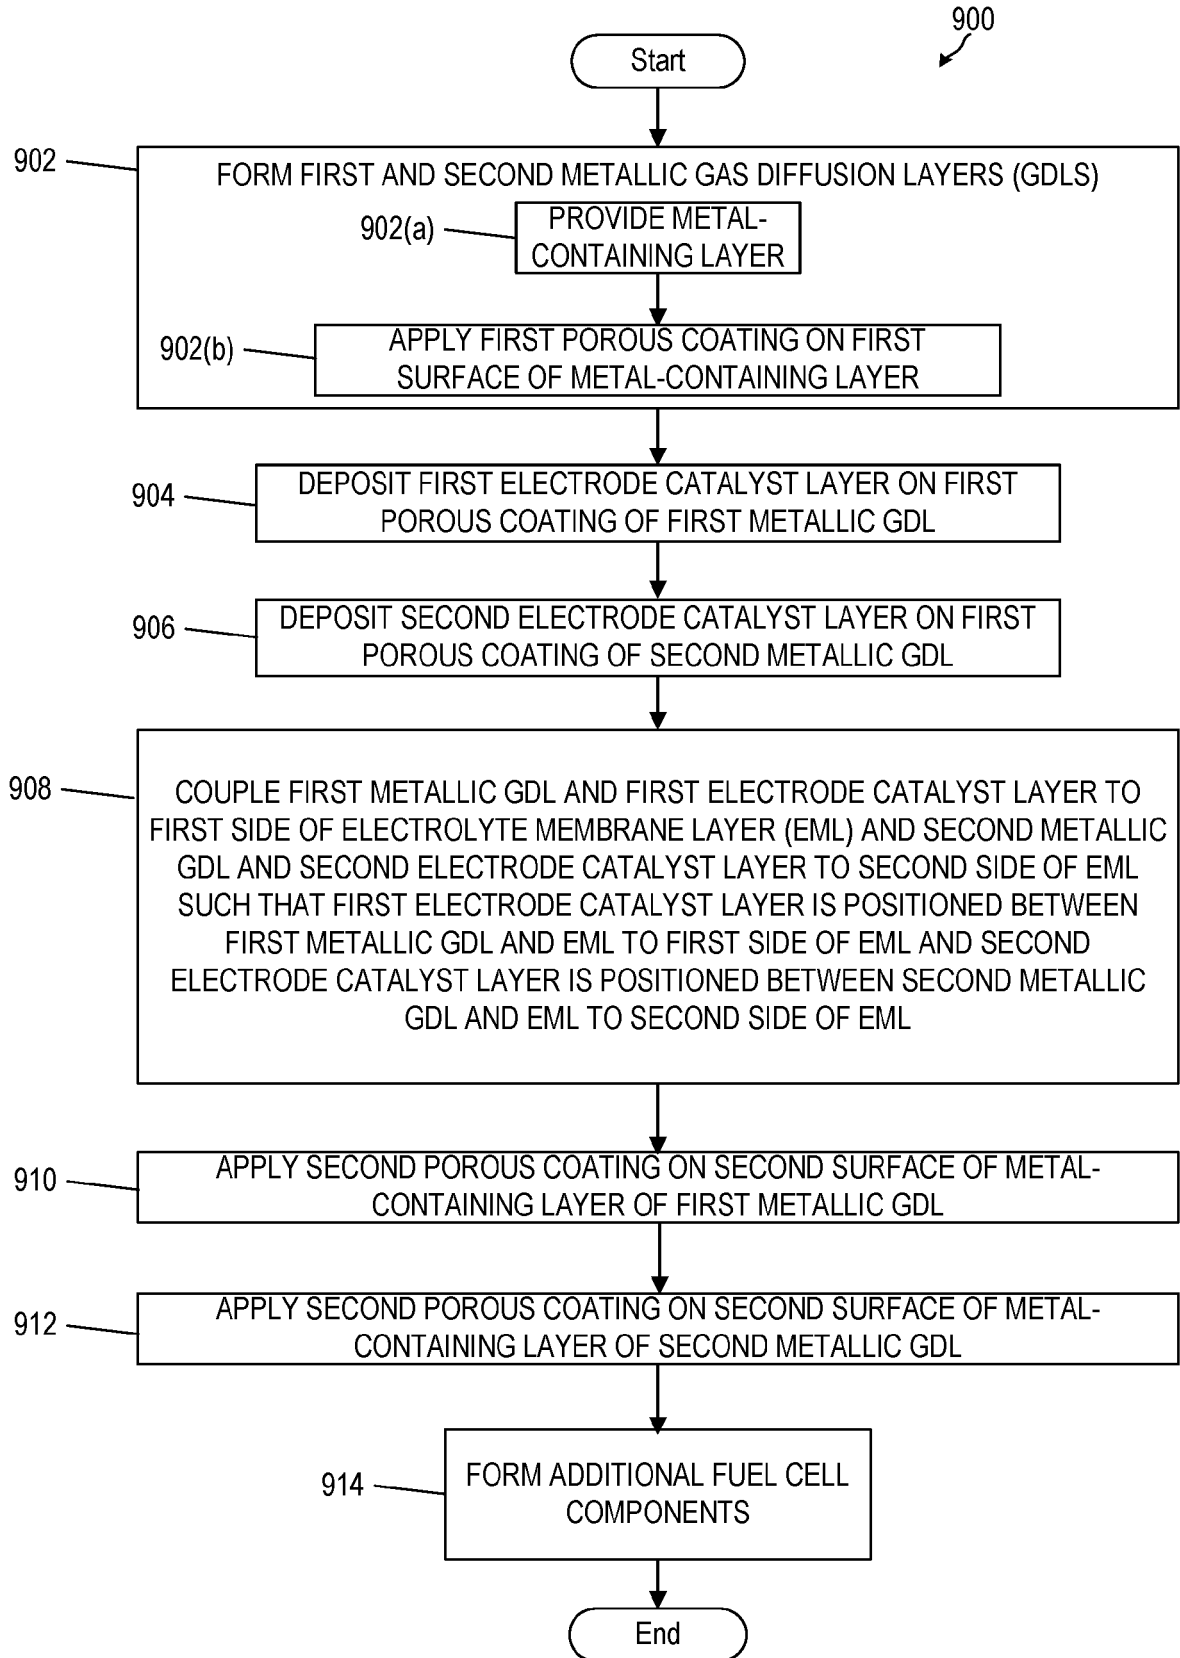 900
Start
902
FORM FIRST AND SECOND METALLIC GAS DIFFUSION LAYERS (GDLS)
902(a)
PROVIDE METAL-
CONTAINING LAYER
902(b)
APPLY FIRST POROUS COATING ON FIRST
SURFACE OF METAL-CONTAINING LAYER
904
DEPOSIT FIRST ELECTRODE CATALYST LAYER ON FIRST
POROUS COATING OF FIRST METALLIC GDL
906
DEPOSIT SECOND ELECTRODE CATALYST LAYER ON FIRST
POROUS COATING OF SECOND METALLIC GDL
908
COUPLE FIRST METALLIC GDL AND FIRST ELECTRODE CATALYST LAYER TO
FIRST SIDE OF ELECTROLYTE MEMBRANE LAYER (EML) AND SECOND METALLIC
GDL AND SECOND ELECTRODE CATALYST LAYER TO SECOND SIDE OF EML
SUCH THAT FIRST ELECTRODE CATALYST LAYER IS POSITIONED BETWEEN
FIRST METALLIC GDL AND EML TO FIRST SIDE OF EML AND SECOND
ELECTRODE CATALYST LAYER IS POSITIONED BETWEEN SECOND METALLIC
GDL AND EML TO SECOND SIDE OF EML
910
APPLY SECOND POROUS COATING ON SECOND SURFACE OF METAL-
CONTAINING LAYER OF FIRST METALLIC GDL
912
APPLY SECOND POROUS COATING ON SECOND SURFACE OF METAL-
CONTAINING LAYER OF SECOND METALLIC GDL
914
FORM ADDITIONAL FUEL CELL
COMPONENTS
End